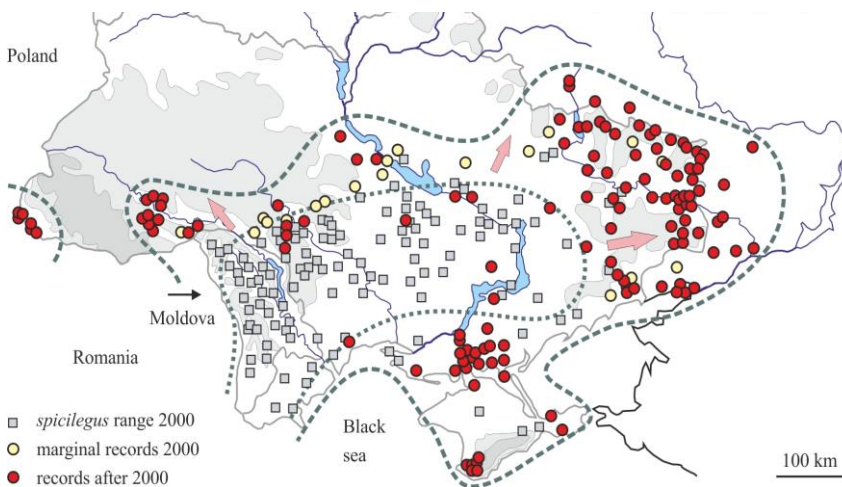 Poland
Moldova
Romania
Black
sea
spicilegus range 2000
marginal records 2000
records after 2000
100 km